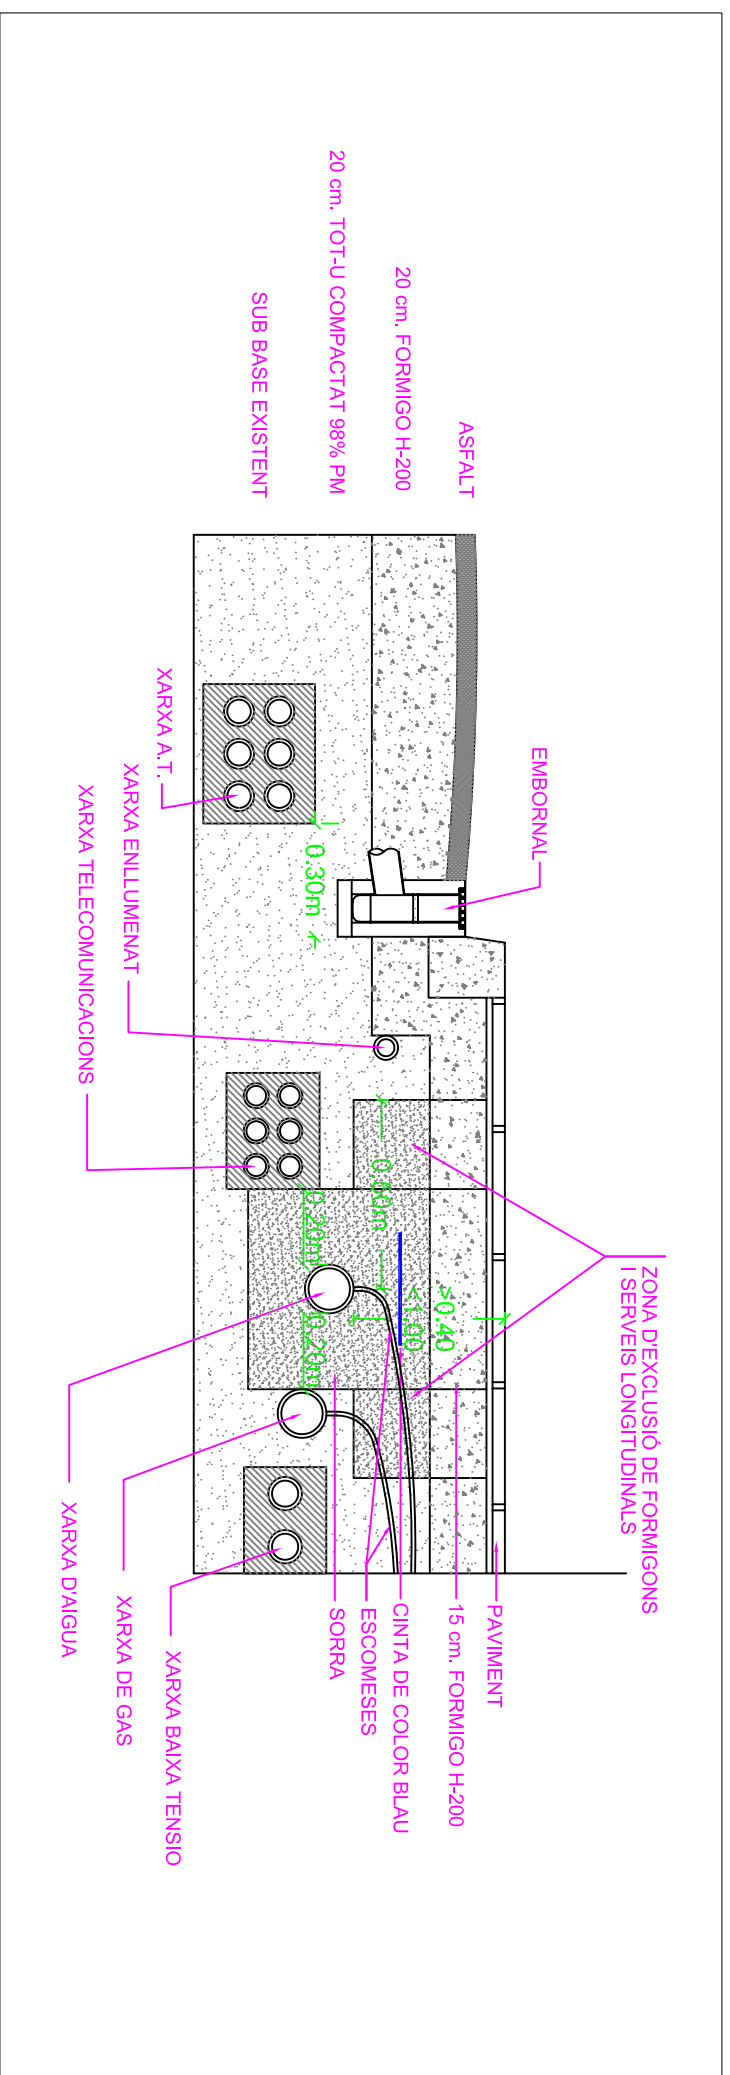 ASFALT
20 cm. FORMIGO H-200
20 cm. TOT-U COMPACTAT 98% PM
SUB BASE EXISTENT
EMBORNAL
XARXA A.T.
XARXA ENLLUMENAT
XARXA TELECOMUNICACIONS
0.30m
0.50m
0.20m
0.20m
>0.40
<1.00
ZONA D'EXCLUSIÓ DE FORMIGONS
I SERVEIS LONGITUDINALS
PAVIMENT
15 cm. FORMIGO H-200
CINTA DE COLOR BLAU
ESCOMESES
SORRA
XARXA BAIXA TENSIO
XARXA DE GAS
XARXA D'AIGUA